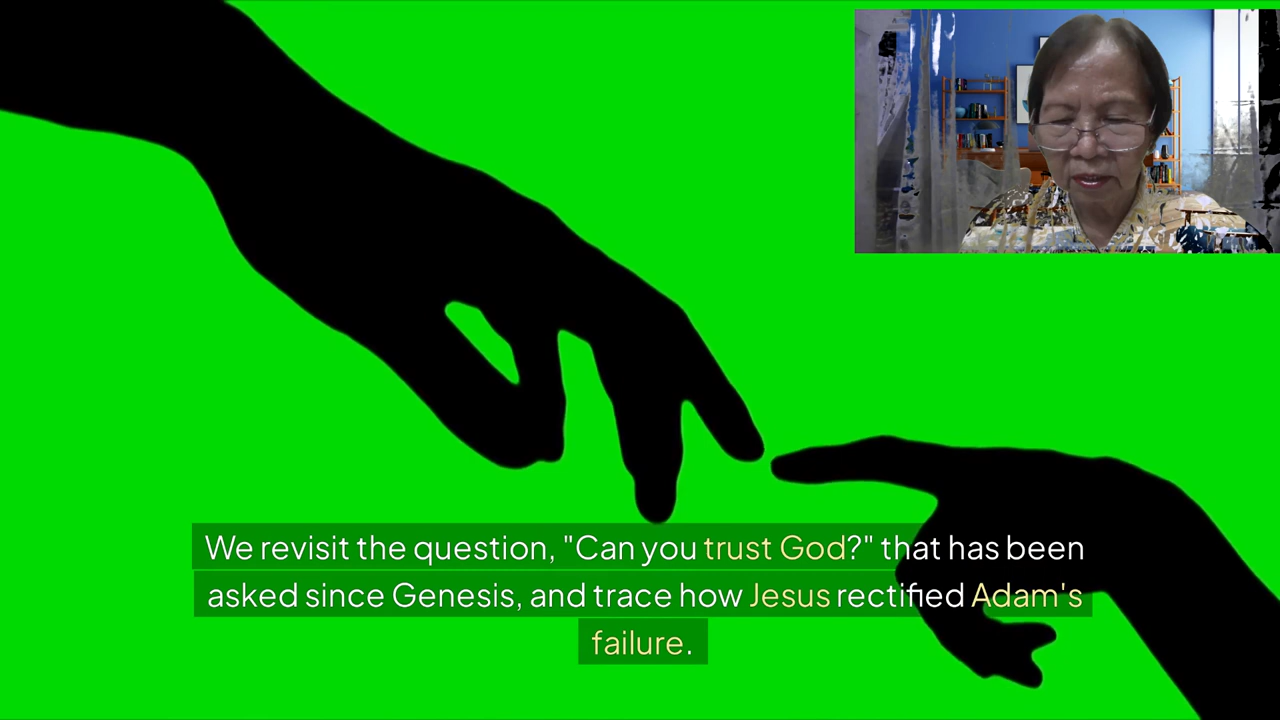 We revisit the question, "Can you trust God?" that has been
asked since Genesis, and trace how Jesus rectified Adam's
failure.